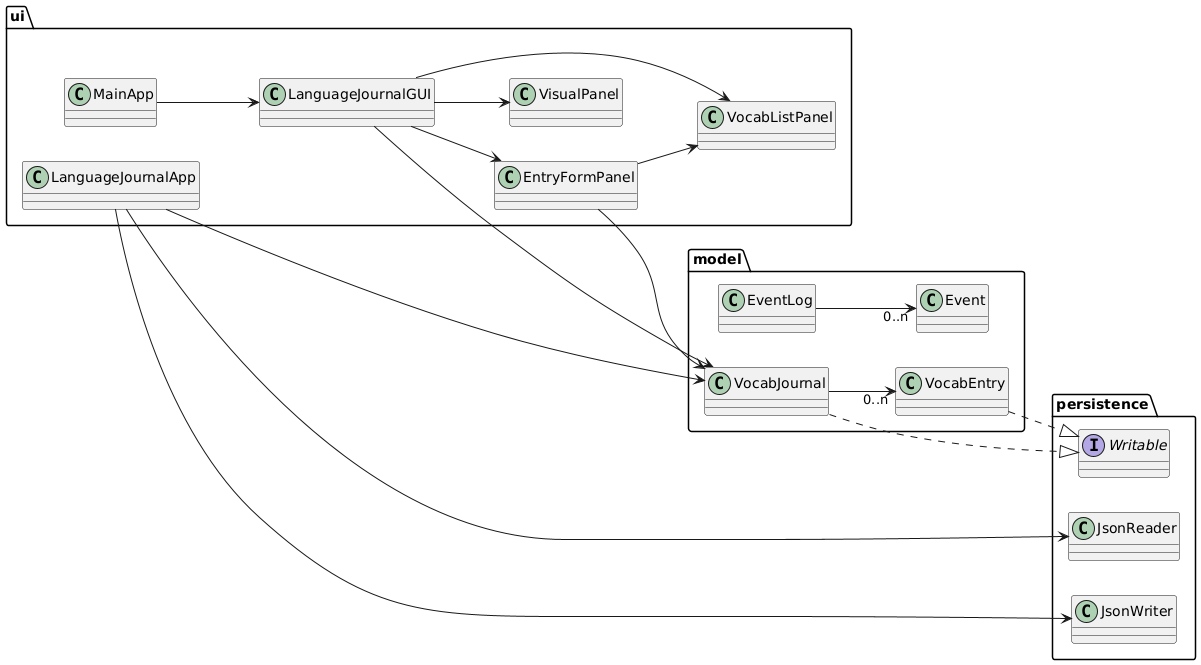 ui
C MainApp
C LanguageJournalGUI
C VisualPanel
C VocabListPanel
C LanguageJournalApp
C EntryFormPanel
model
C EventLog
0..n
C Event
C VocabJournal
0..n
C VocabEntry
persistence
I Writable
C JsonReader
C JsonWriter